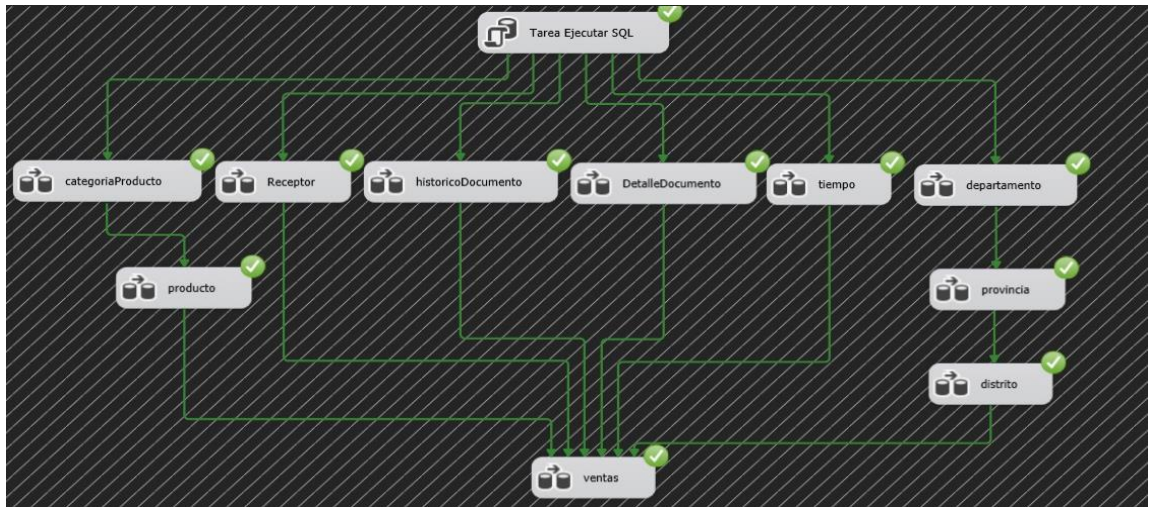 Tarea Ejecutar SQL
categoriaProducto
Receptor
historicoDocumento
DetalleDocumento
tiempo
departamento
producto
provincia
distrito
ventas